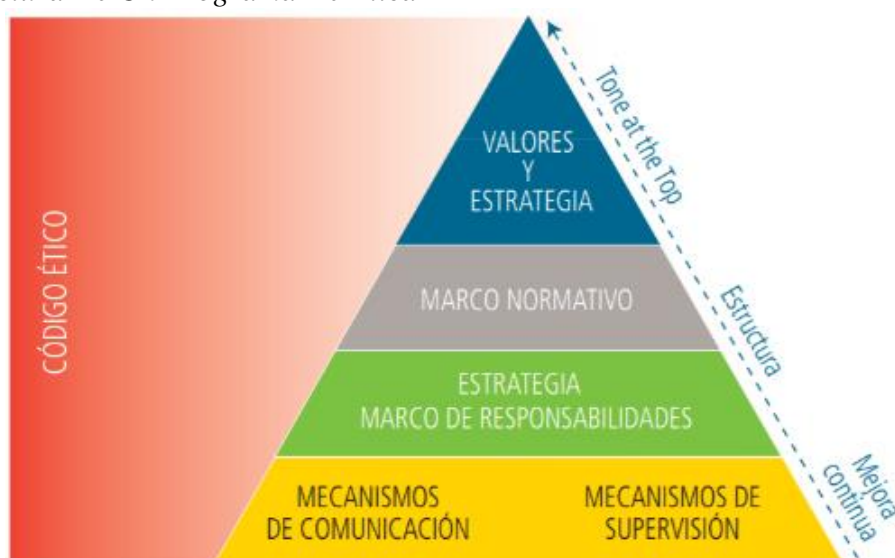 CÓDIGO ÉTICO
VALORES
Y
ESTRATEGIA
MARCO NORMATIVO
ESTRATEGIA
MARCO DE RESPONSABILIDADES
MECANISMOS
DE COMUNICACIÓN
MECANISMOS DE
SUPERVISIÓN
Tone at the Top
Estructura
Mejora
continua